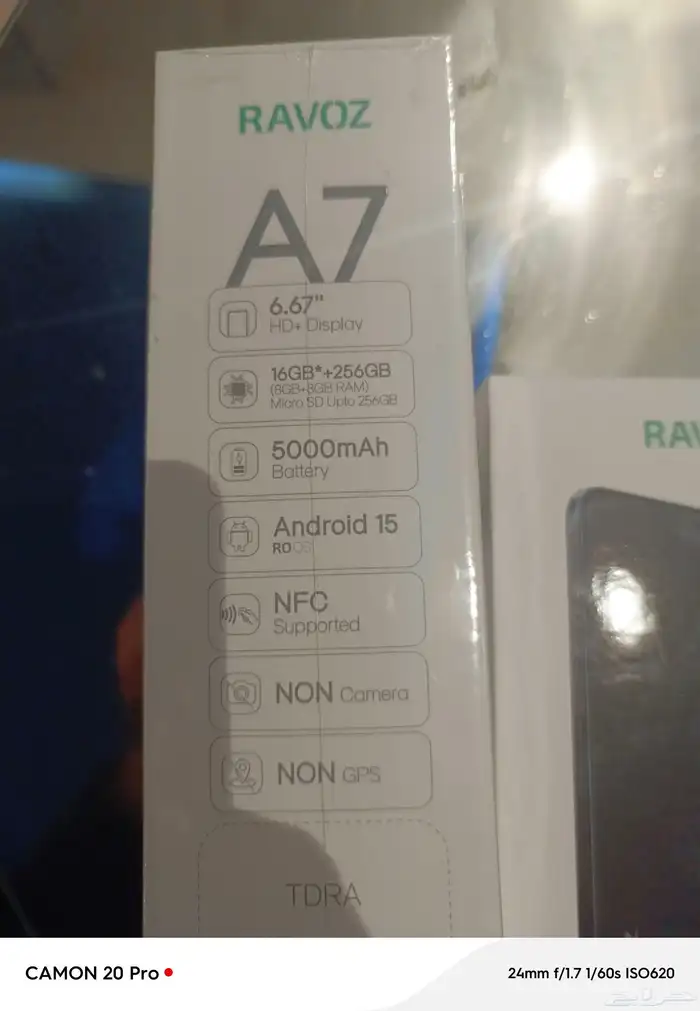 RAVOZ
A7
6.67"
HD+ Display
16GB*+256GB
(8GB+8GB RAM)
Micro SD Upto 256GB
5000mAh
Battery
Android 15
ROOS
NFC
Supported
NON Camera
NON GPS
TDRA
RAV
CAMON 20 Pro
24mm f/1.7 1/60s ISO620
حراج